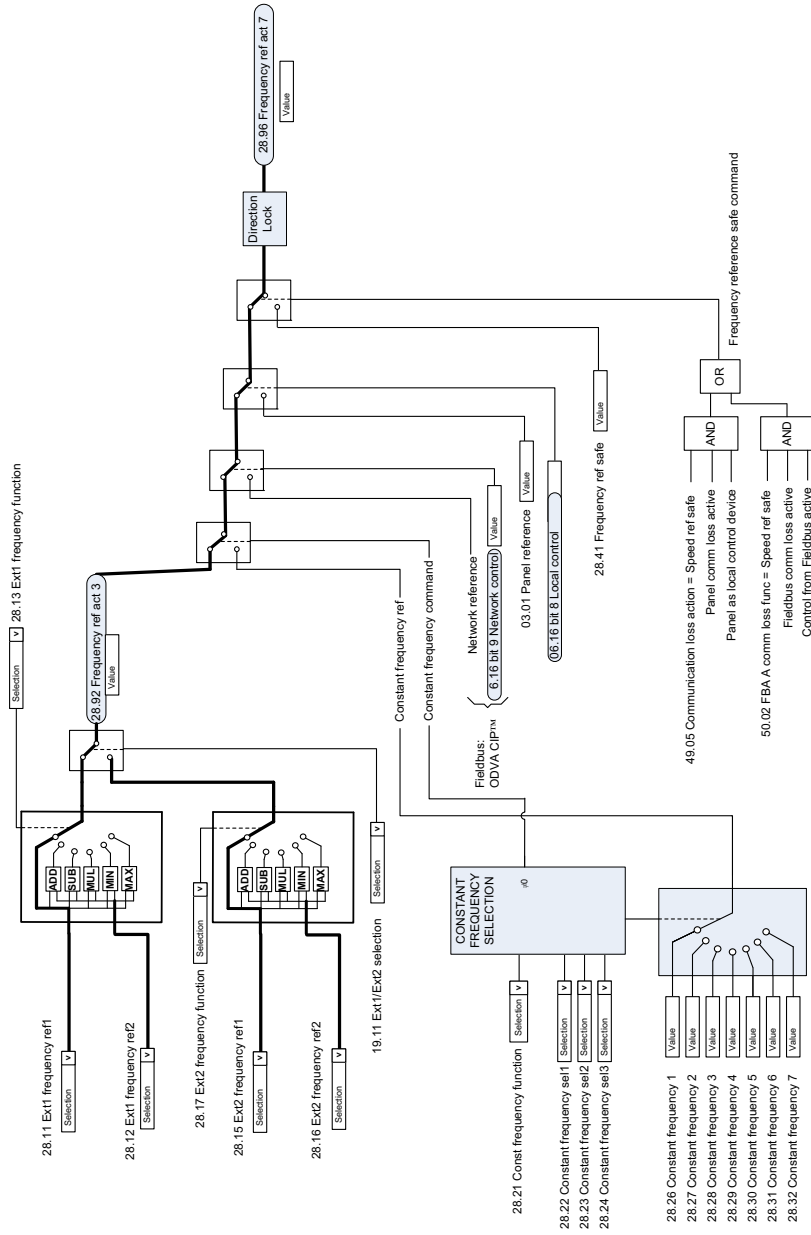 28.11 Ext1 frequency ref1
Selection v
28.12 Ext1 frequency ref2
Selection v
ADD
SUB
MUL
MIN
MAX
Selection v 28.13 Ext1 frequency function
28.17 Ext2 frequency function Selection v
28.15 Ext2 frequency ref1
Selection v
28.16 Ext2 frequency ref2
Selection v
ADD
SUB
MUL
MIN
MAX
19.11 Ext1/Ext2 selection Selection v
28.92 Frequency ref act 3
Value
28.21 Const frequency function Selection v
28.22 Constant frequency sel1 Selection v
28.23 Constant frequency sel2 Selection v
28.24 Constant frequency sel3 Selection v
CONSTANT
FREQUENCY
SELECTION
≠0
28.26 Constant frequency 1 Value
28.27 Constant frequency 2 Value
28.28 Constant frequency 3 Value
28.29 Constant frequency 4 Value
28.30 Constant frequency 5 Value
28.31 Constant frequency 6 Value
28.32 Constant frequency 7 Value
Constant frequency ref
Constant frequency command
Network reference
Fieldbus:
ODVA CIP™
6.16 bit 9 Network control Value
03.01 Panel reference Value
06.16 bit 8 Local control
28.41 Frequency ref safe Value
49.05 Communication loss action = Speed ref safe
Panel comm loss active
Panel as local control device
AND
50.02 FBA A comm loss func = Speed ref safe
Fieldbus comm loss active
Control from Fieldbus active
AND
OR
Frequency reference safe command
Direction
Lock
28.96 Frequency ref act 7
Value